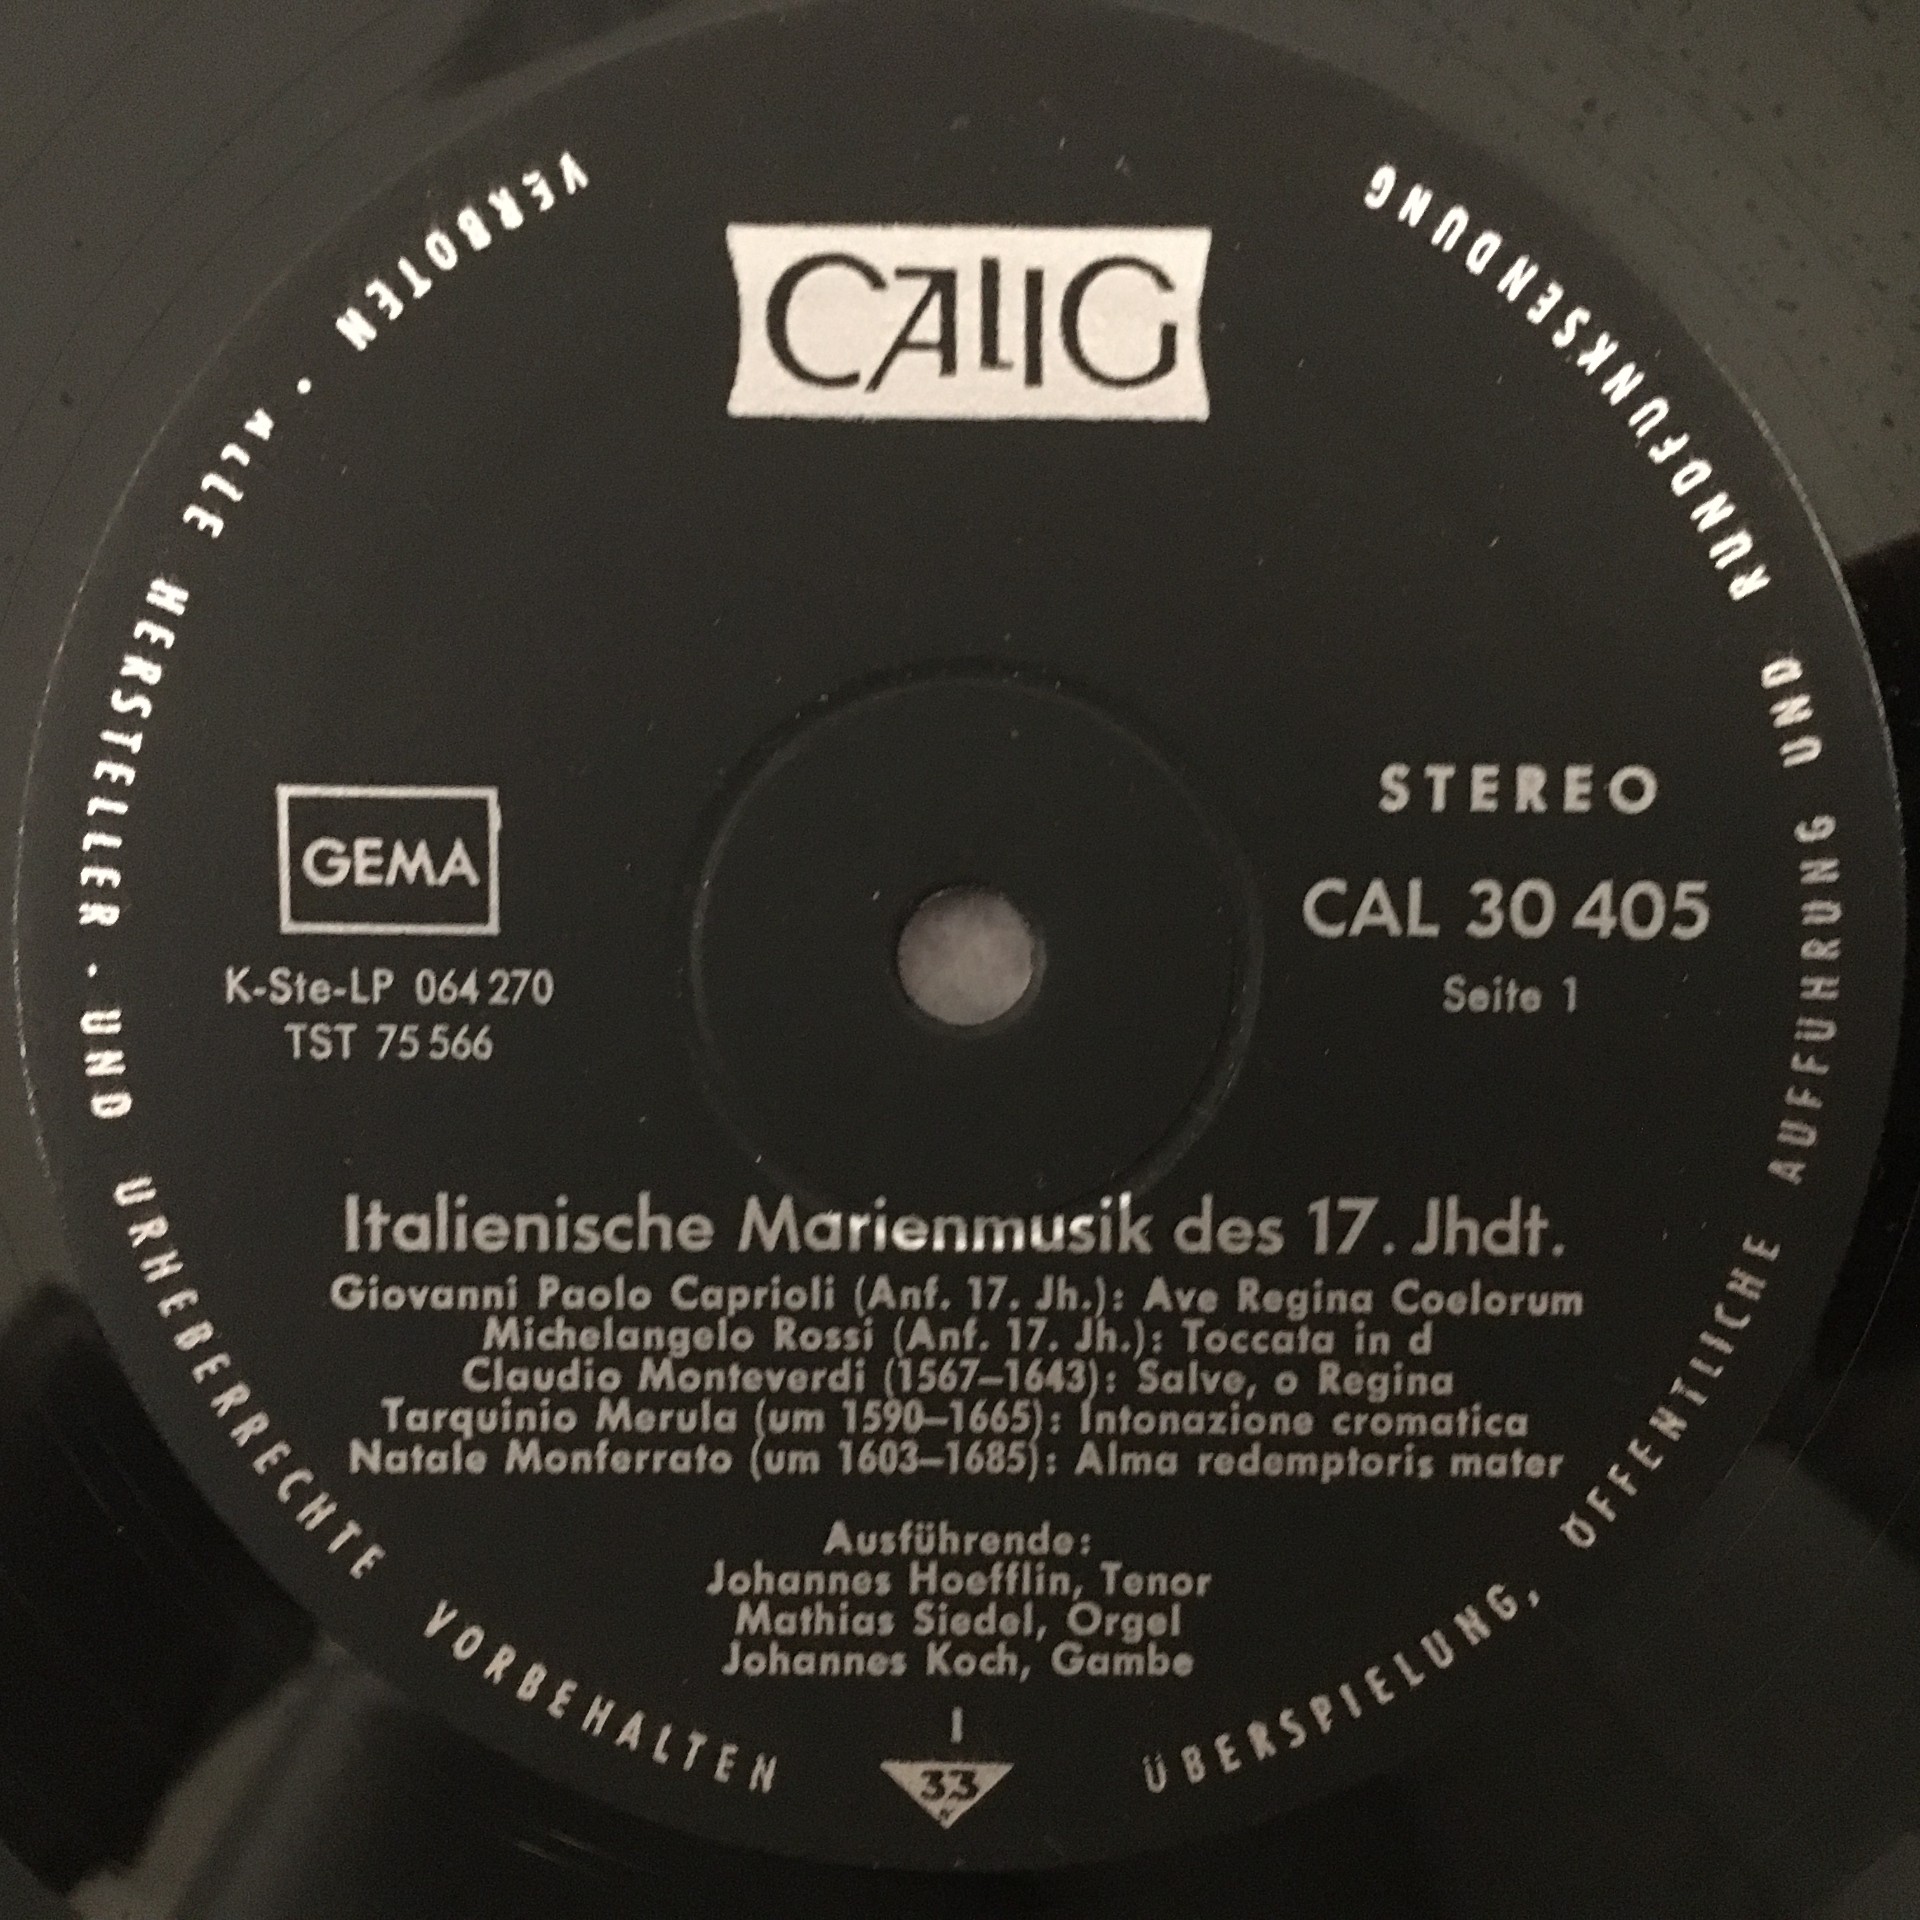 CALIG
GEMA
K-Ste-LP 064 270
TST 75 566
STEREO
CAL 30 405
Seite 1
Italienische Marienmusik des 17. Jhdt.
Giovanni Paolo Caprioli (Anf. 17. Jh.): Ave Regina Coelorum
Michelangelo Rossi (Anf. 17. Jh.): Toccata in d
Claudio Monteverdi (1567–1643): Salve, o Regina
Tarquinio Merula (um 1590–1665): Intonazione cromatica
Natale Monferrato (um 1603–1685): Alma redemptoris mater
Ausführende:
Johannes Hoefflin, Tenor
Mathias Siedel, Orgel
Johannes Koch, Gambe
I
33
ALLE HERSTELLER- UND URHEBERRECHTE VORBEHALTEN · ÜBERSPIELUNG, ÖFFENTLICHE AUFFUHRUNG UND RUNDFUNKSENDUNG VERBOTEN